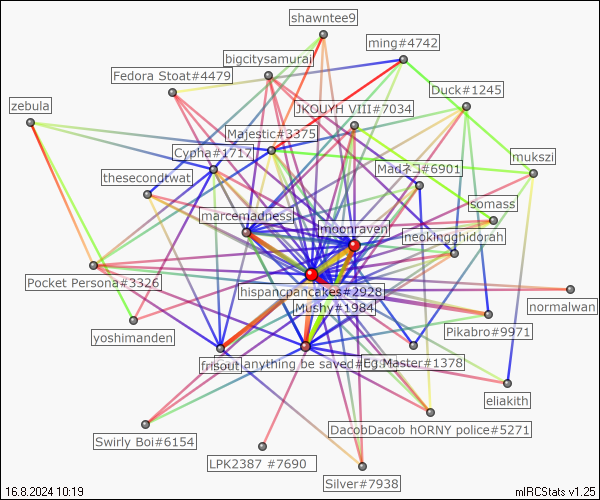 shawntee9
ming#4742
bigcitysamurai
Fedora Stoat#4479
Duck#1245
zebula
JKOUYH VIII#7034
Majestic#3375
Cypha#1717
mukszi
Madネコ#6901
thesecondtwat
somass
marcemadness
moonraven
neokingghidorah
Pocket Persona#3326
hispancpancakes#2928
normalwan
Mushy#1984
yoshimanden
Pikabro#9971
frisout
anything be saved#
Eg
Master#1378
eliakith
DacobDacob hORNY police#5271
Swirly Boi#6154
LPK2387 #7690
Silver#7938
16.8.2024 10:19
mIRCStats v1.25